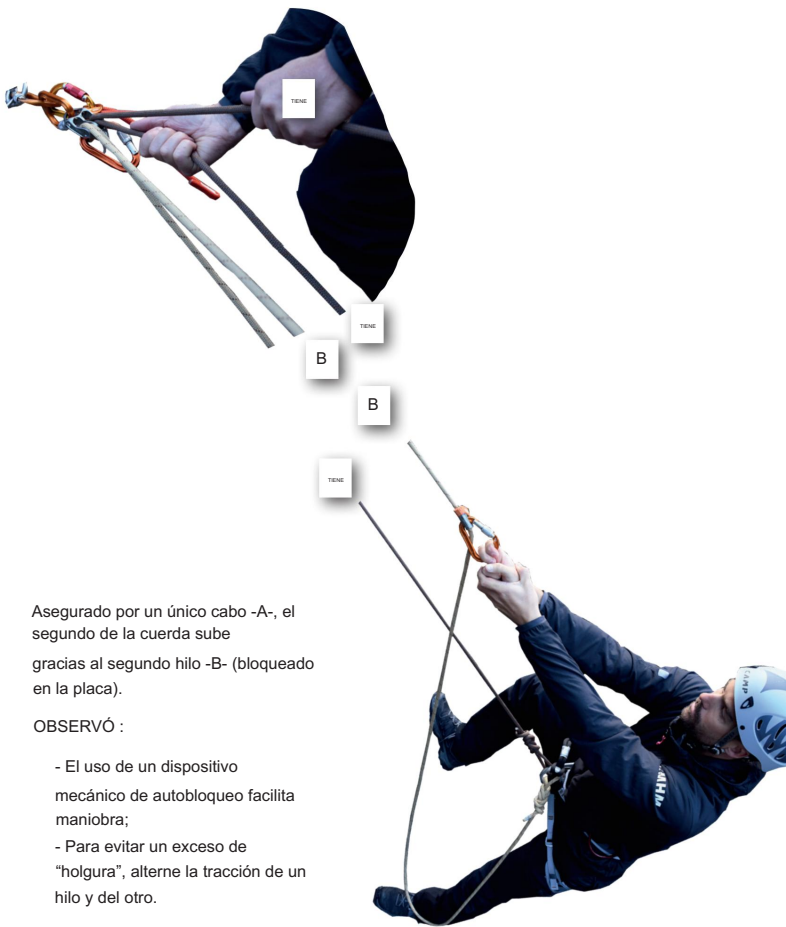 TIENE
TIENE
B
B
TIENE
Asegurado por un único cabo -A-, el
segundo de la cuerda sube
gracias al segundo hilo -B- (bloqueado
en la placa).
OBSERVÓ :
- El uso de un dispositivo
mecánico de autobloqueo facilita
maniobra;
- Para evitar un exceso de
“holgura”, alterne la tracción de un
hilo y del otro.
CAMP
MHM